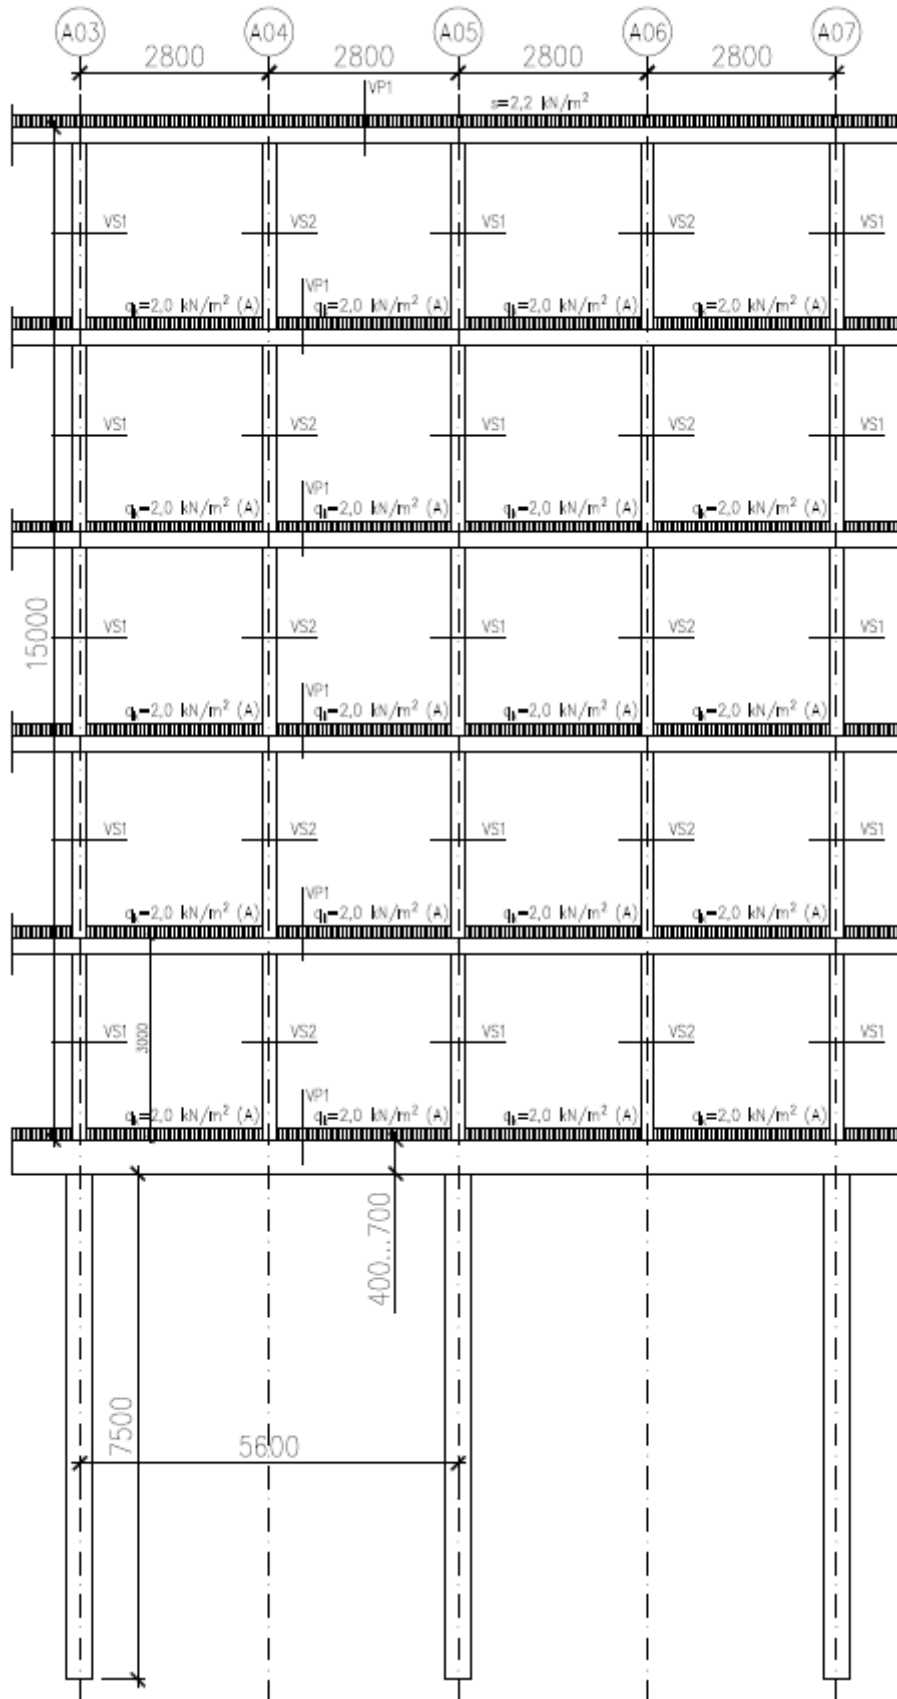 A03 A04 A05 A06 A07
2800 2800 2800 2800
VP1 s=2,2 kN/m²
VS1 VS2 VS1 VS2 VS1
VP1
qk=2,0 kN/m² (A) qk=2,0 kN/m² (A) qk=2,0 kN/m² (A) qk=2,0 kN/m² (A)
VS1 VS2 VS1 VS2 VS1
VP1
qk=2,0 kN/m² (A) qk=2,0 kN/m² (A) qk=2,0 kN/m² (A) qk=2,0 kN/m² (A)
15000
VS1 VS2 VS1 VS2 VS1
VP1
qk=2,0 kN/m² (A) qk=2,0 kN/m² (A) qk=2,0 kN/m² (A) qk=2,0 kN/m² (A)
VS1 VS2 VS1 VS2 VS1
VP1
qk=2,0 kN/m² (A) qk=2,0 kN/m² (A) qk=2,0 kN/m² (A) qk=2,0 kN/m² (A)
VS1 3000 VS2 VS1 VS2 VS1
VP1
qk=2,0 kN/m² (A) qk=2,0 kN/m² (A) qk=2,0 kN/m² (A) qk=2,0 kN/m² (A)
400...700
7500
5600